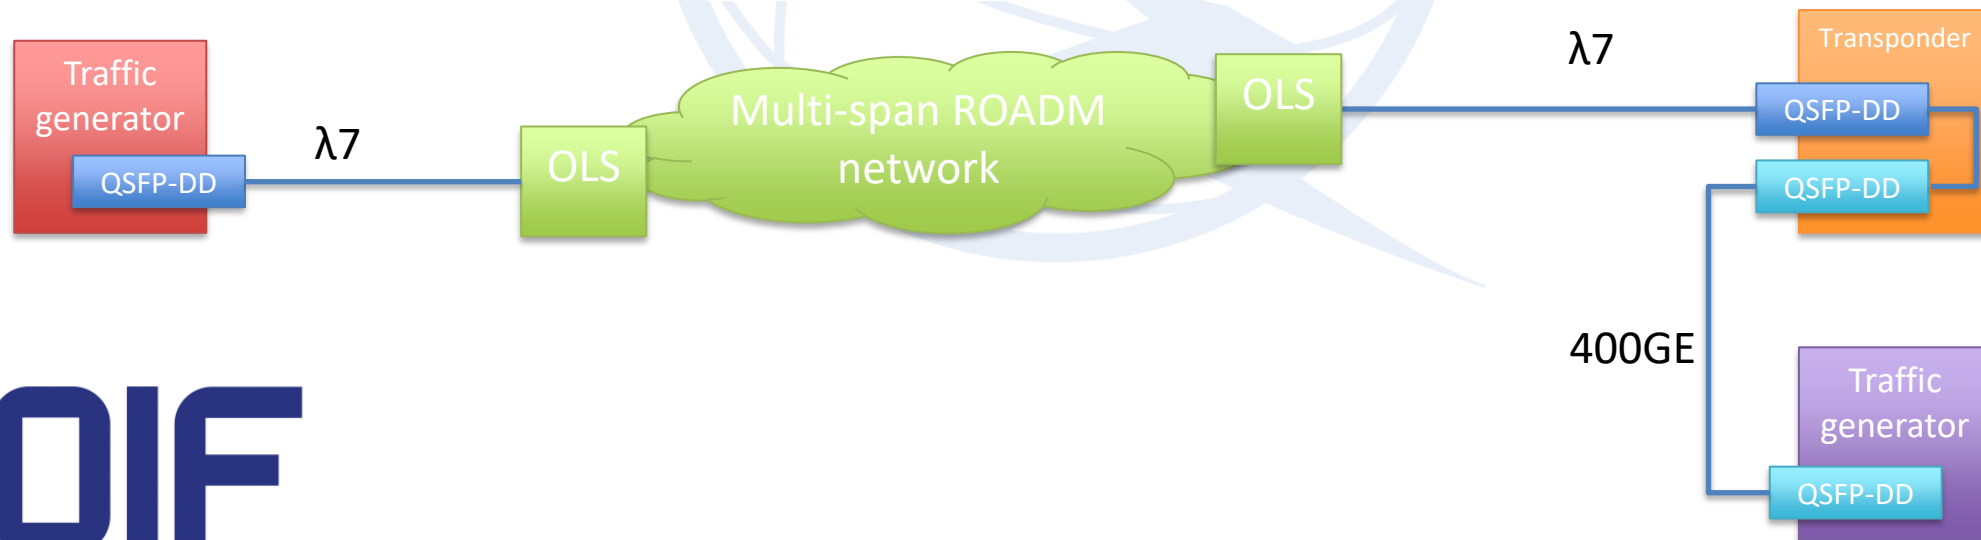 Traffic
generator
QSFP-DD
λ7
OLS
Multi-span ROADM
network
OLS
λ7
Transponder
QSFP-DD
QSFP-DD
400GE
Traffic
generator
QSFP-DD
OIF